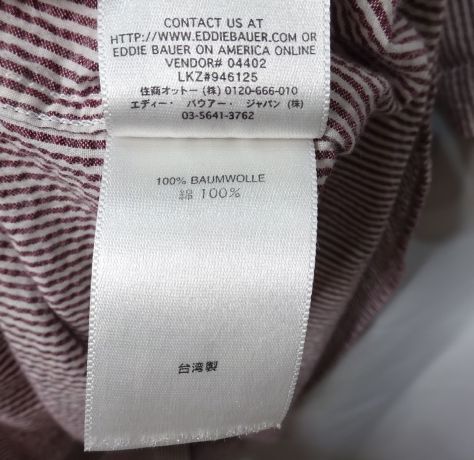 CONTACT US AT
HTTP://WWW.EDDIEBAUER.COM OR
EDDIE BAUER ON AMERICA ONLINE
VENDOR# 04402
LKZ#946125
住商オットー(株)0120-666-010
エディー・バウアー・ジャパン(株)
03-5641-3762
100% BAUMWOLLE
綿 100%
台湾製